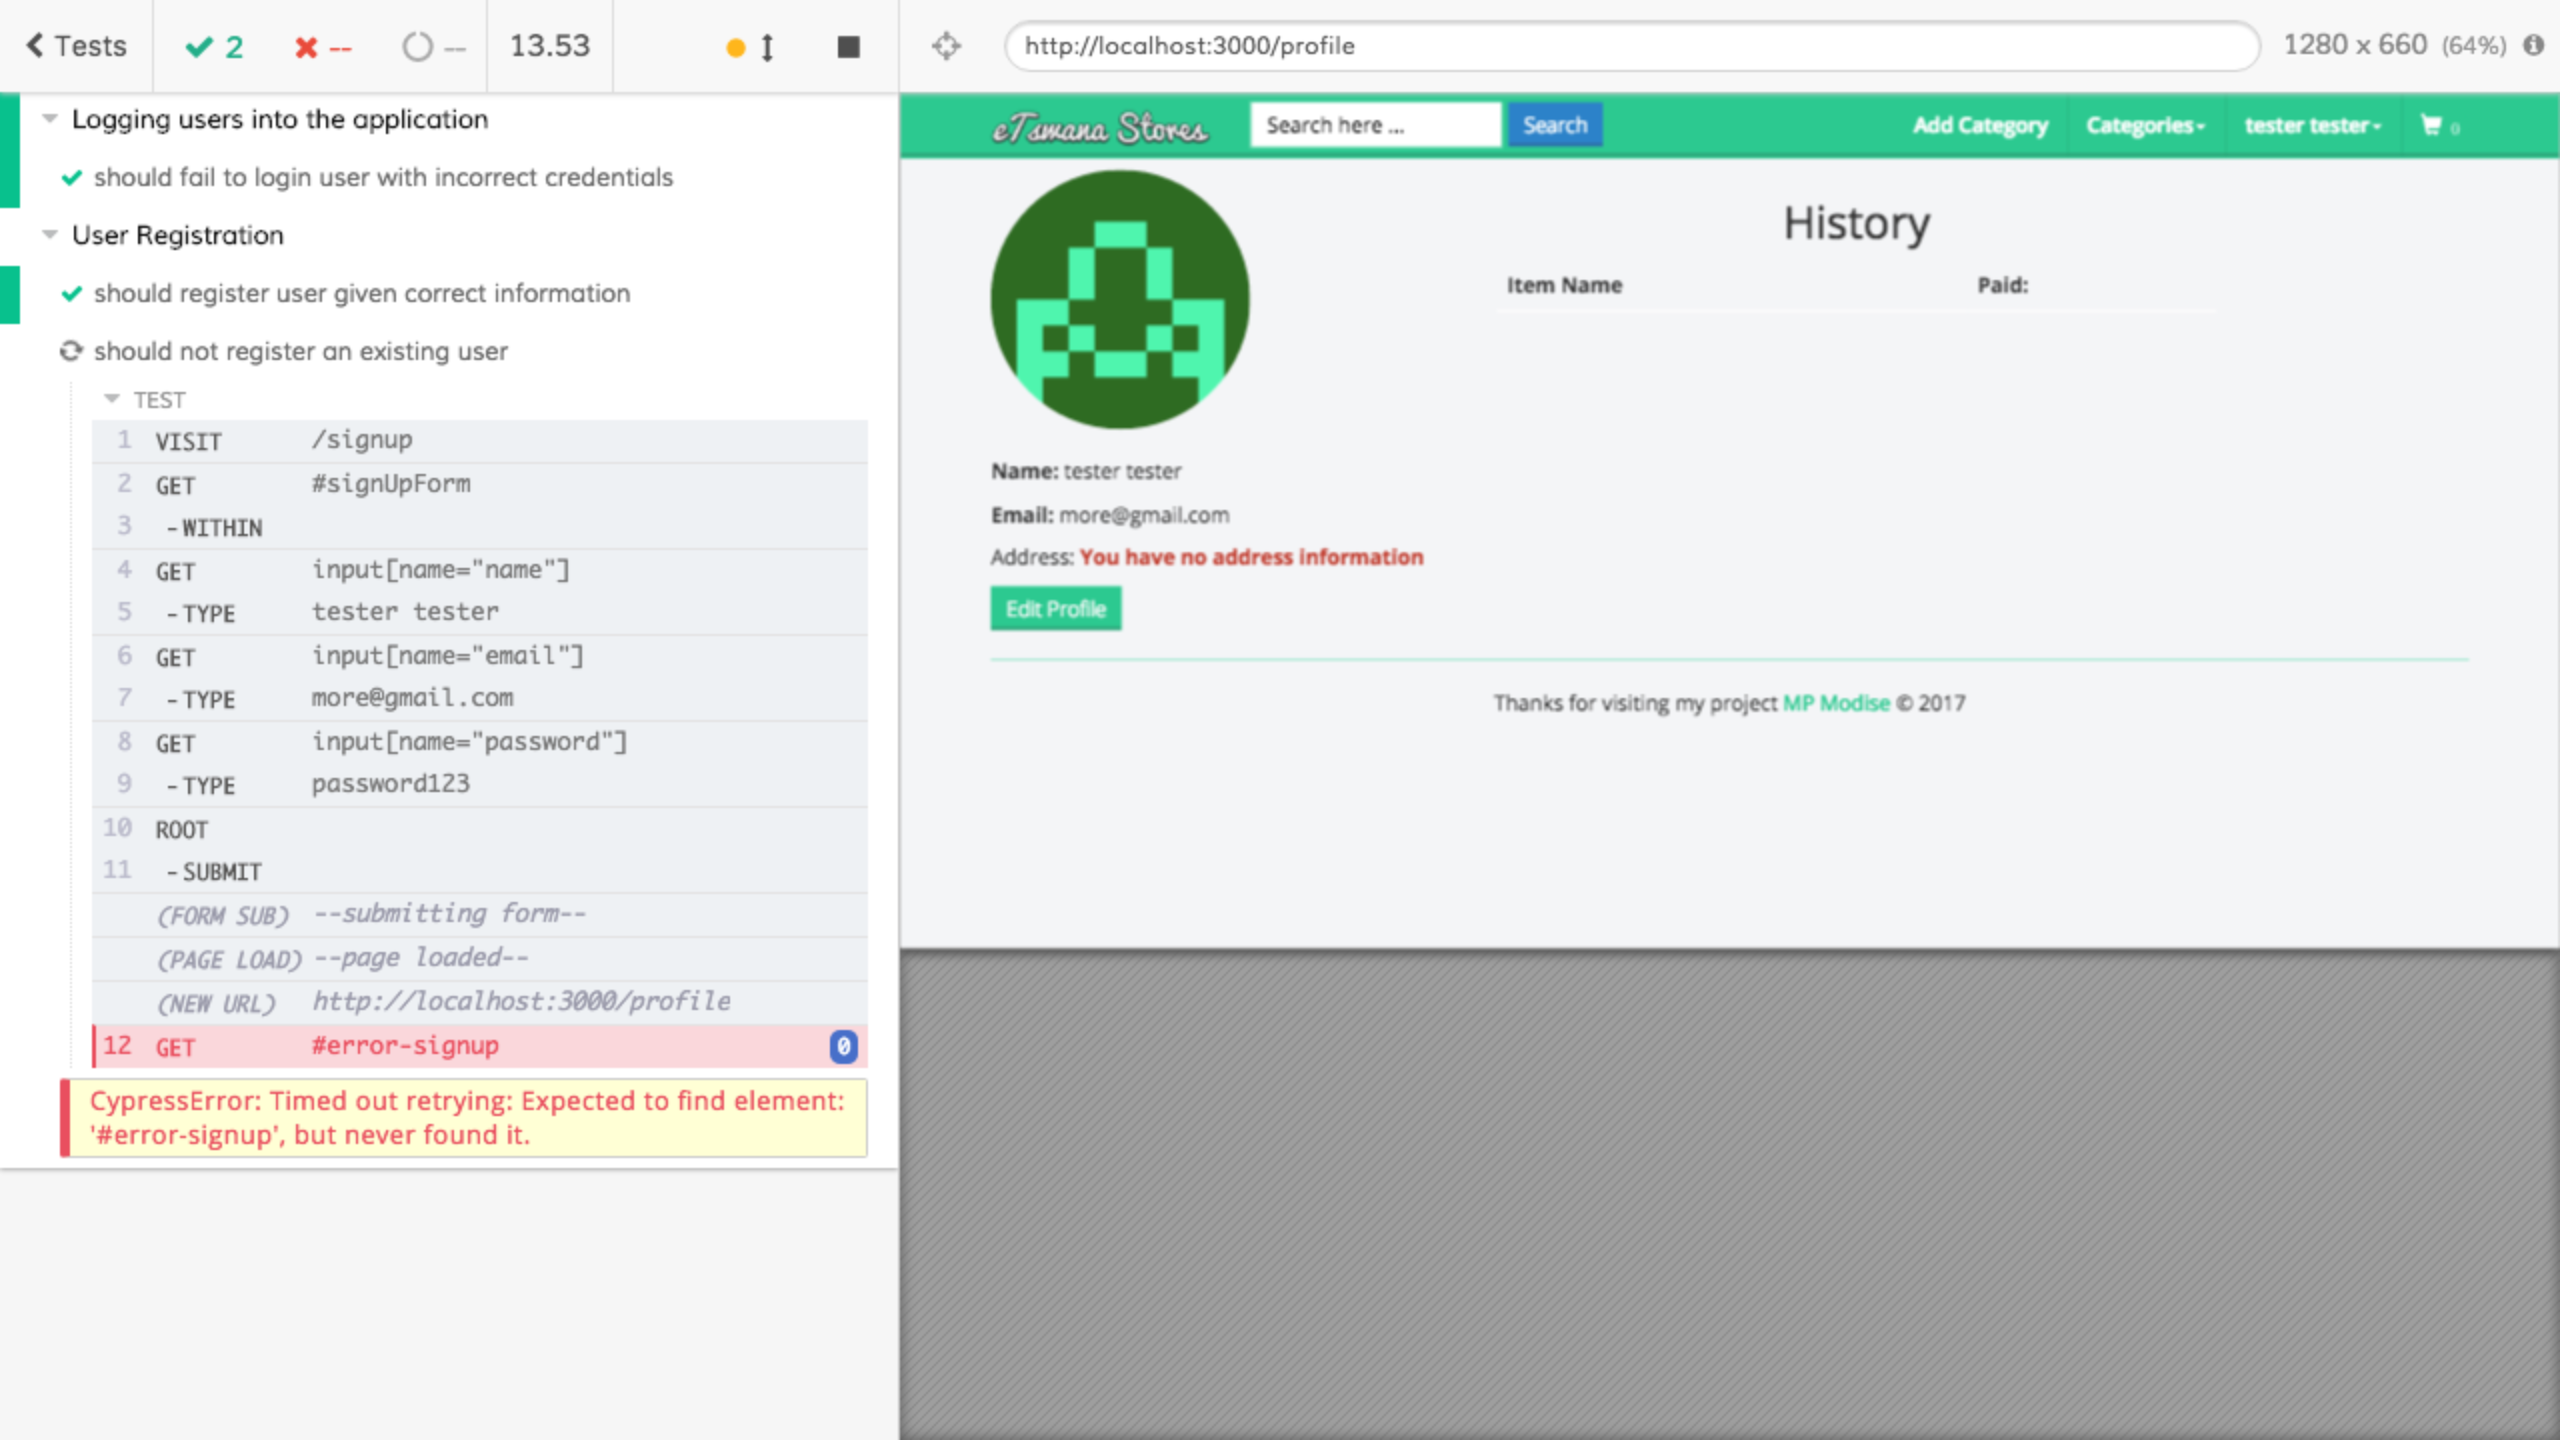 Tests 2 -- -- 13.53
Logging users into the application
should fail to login user with incorrect credentials
User Registration
should register user given correct information
should not register an existing user
TEST
1 VISIT /signup
2 GET #signUpForm
3 -WITHIN
4 GET input[name="name"]
5 -TYPE tester tester
6 GET input[name="email"]
7 -TYPE more@gmail.com
8 GET input[name="password"]
9 -TYPE password123
10 ROOT
11 -SUBMIT
(FORM SUB) --submitting form--
(PAGE LOAD) --page loaded--
(NEW URL) http://localhost:3000/profile
12 GET #error-signup 0
CypressError: Timed out retrying: Expected to find element:
'#error-signup', but never found it.
http://localhost:3000/profile 1280 x 660 (64%)
eTswana Stores Search here ... Search Add Category Categories tester tester 0
History
Item Name Paid:
Name: tester tester
Email: more@gmail.com
Address: You have no address information
Edit Profile
Thanks for visiting my project MP Modise © 2017